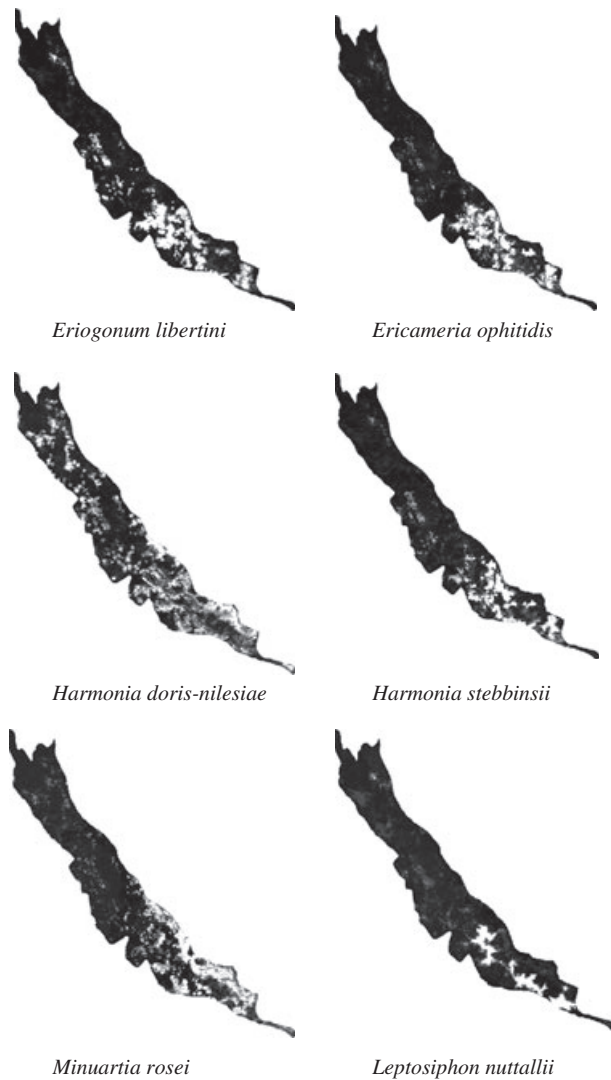 Eriogonum libertini
Ericameria ophitidis
Harmonia doris-nilesiae
Harmonia stebbinsii
Minuartia rosei
Leptosiphon nuttallii